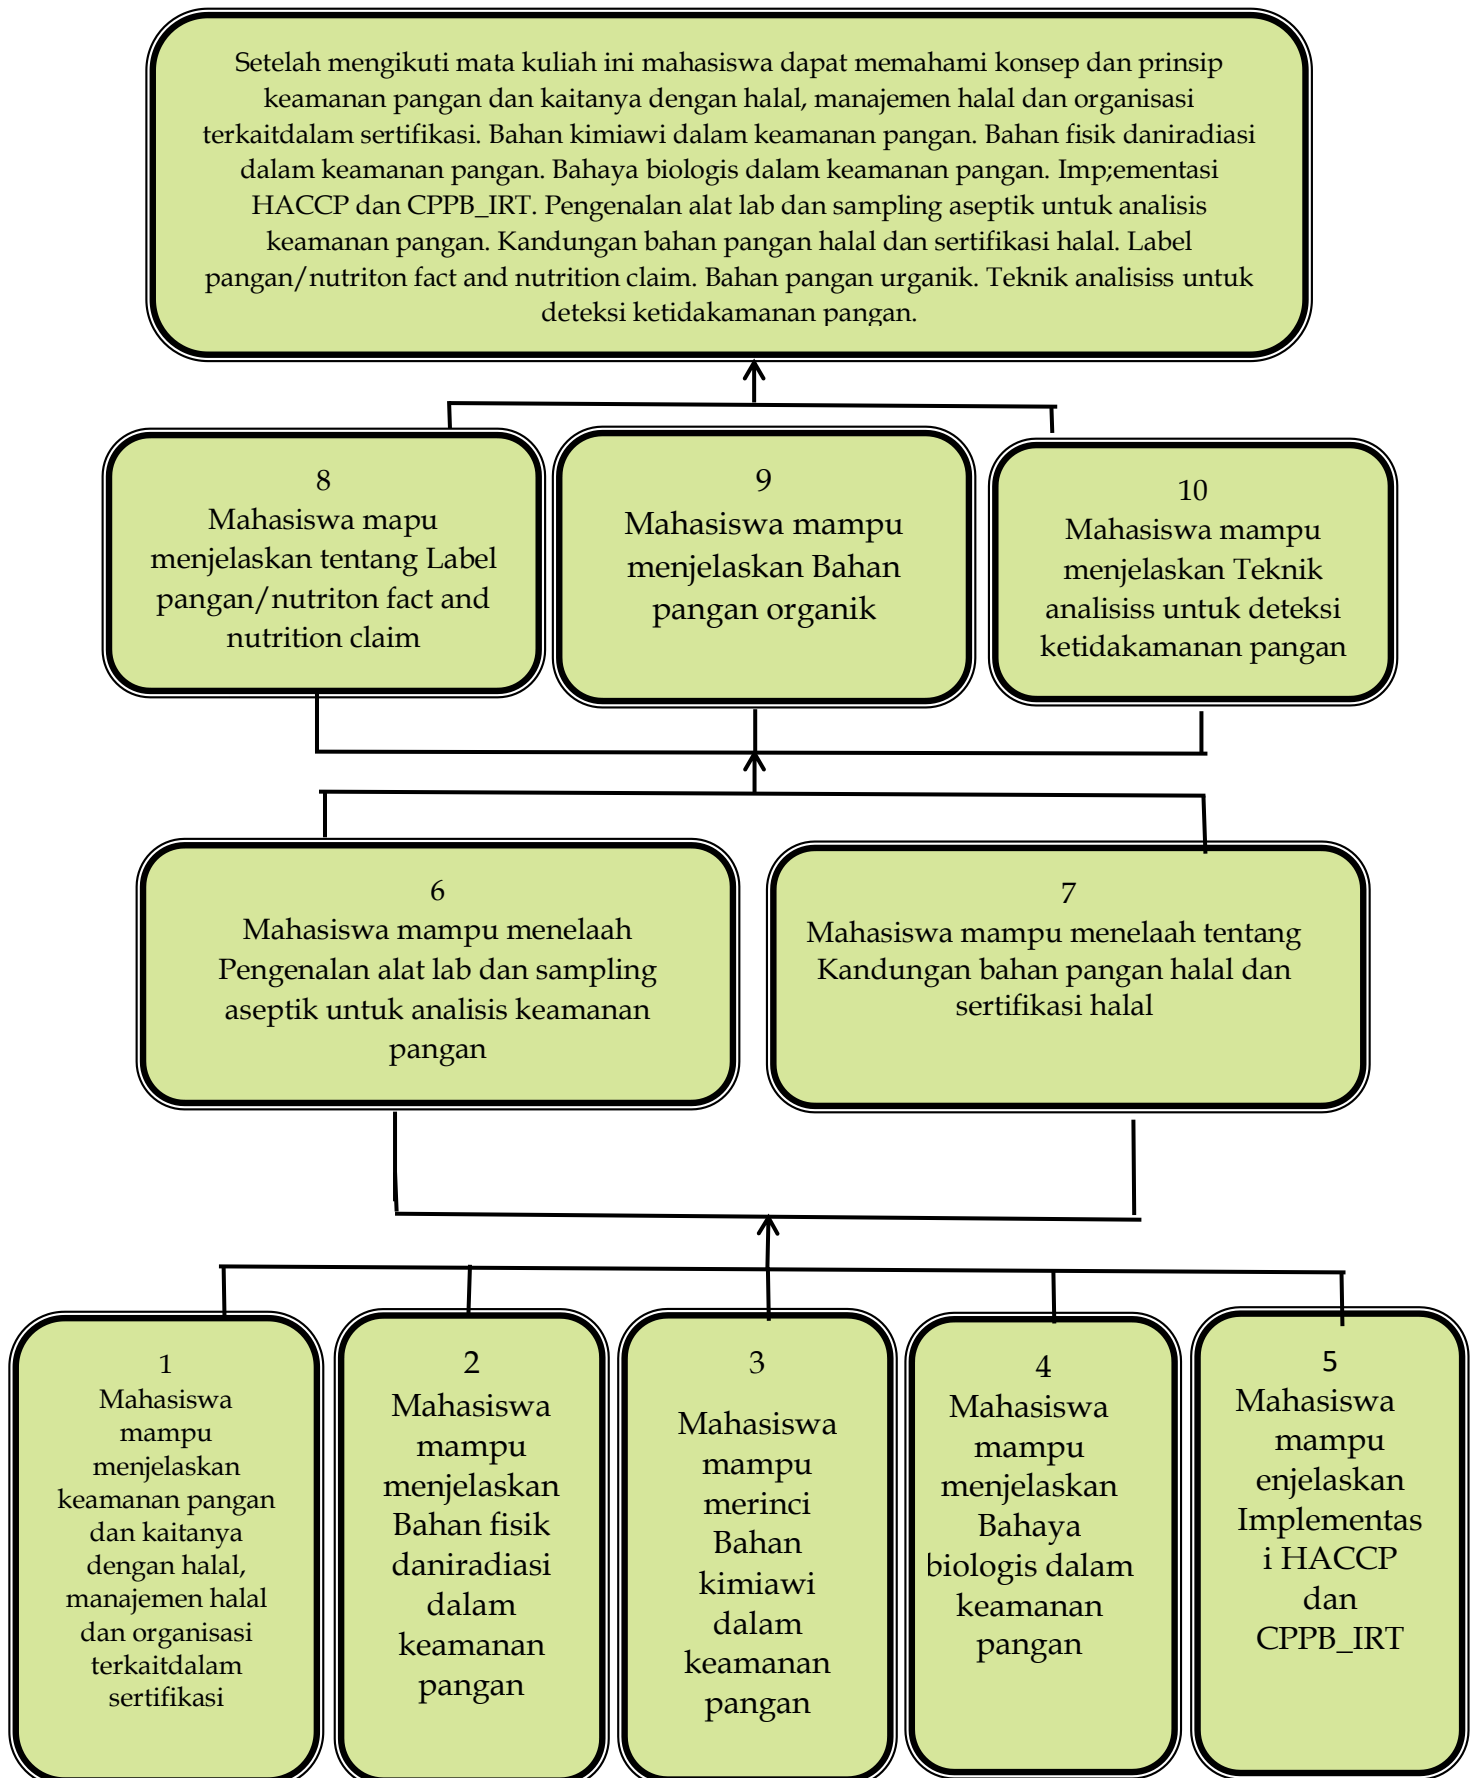 Setelah mengikuti mata kuliah ini mahasiswa dapat memahami konsep dan prinsip
keamanan pangan dan kaitanya dengan halal, manajemen halal dan organisasi
terkaitdalam sertifikasi. Bahan kimiawi dalam keamanan pangan. Bahan fisik daniradiasi
dalam keamanan pangan. Bahaya biologis dalam keamanan pangan. Imp;ementasi
HACCP dan CPPB_IRT. Pengenalan alat lab dan sampling aseptik untuk analisis
keamanan pangan. Kandungan bahan pangan halal dan sertifikasi halal. Label
pangan/nutriton fact and nutrition claim. Bahan pangan urganik. Teknik analisiss untuk
deteksi ketidakamanan pangan.
8
Mahasiswa mapu
menjelaskan tentang Label
pangan/nutriton fact and
nutrition claim
9
Mahasiswa mampu
menjelaskan Bahan
pangan organik
10
Mahasiswa mampu
menjelaskan Teknik
analisiss untuk deteksi
ketidakamanan pangan
6
Mahasiswa mampu menelaah
Pengenalan alat lab dan sampling
aseptik untuk analisis keamanan
pangan
7
Mahasiswa mampu menelaah tentang
Kandungan bahan pangan halal dan
sertifikasi halal
1
Mahasiswa
mampu
menjelaskan
keamanan pangan
dan kaitanya
dengan halal,
manajemen halal
dan organisasi
terkaitdalam
sertifikasi
2
Mahasiswa
mampu
menjelaskan
Bahan fisik
daniradiasi
dalam
keamanan
pangan
3
Mahasiswa
mampu
merinci
Bahan
kimiawi
dalam
keamanan
pangan
4
Mahasiswa
mampu
menjelaskan
Bahaya
biologis dalam
keamanan
pangan
5
Mahasiswa
mampu
enjelaskan
Implementas
i HACCP
dan
CPPB_IRT